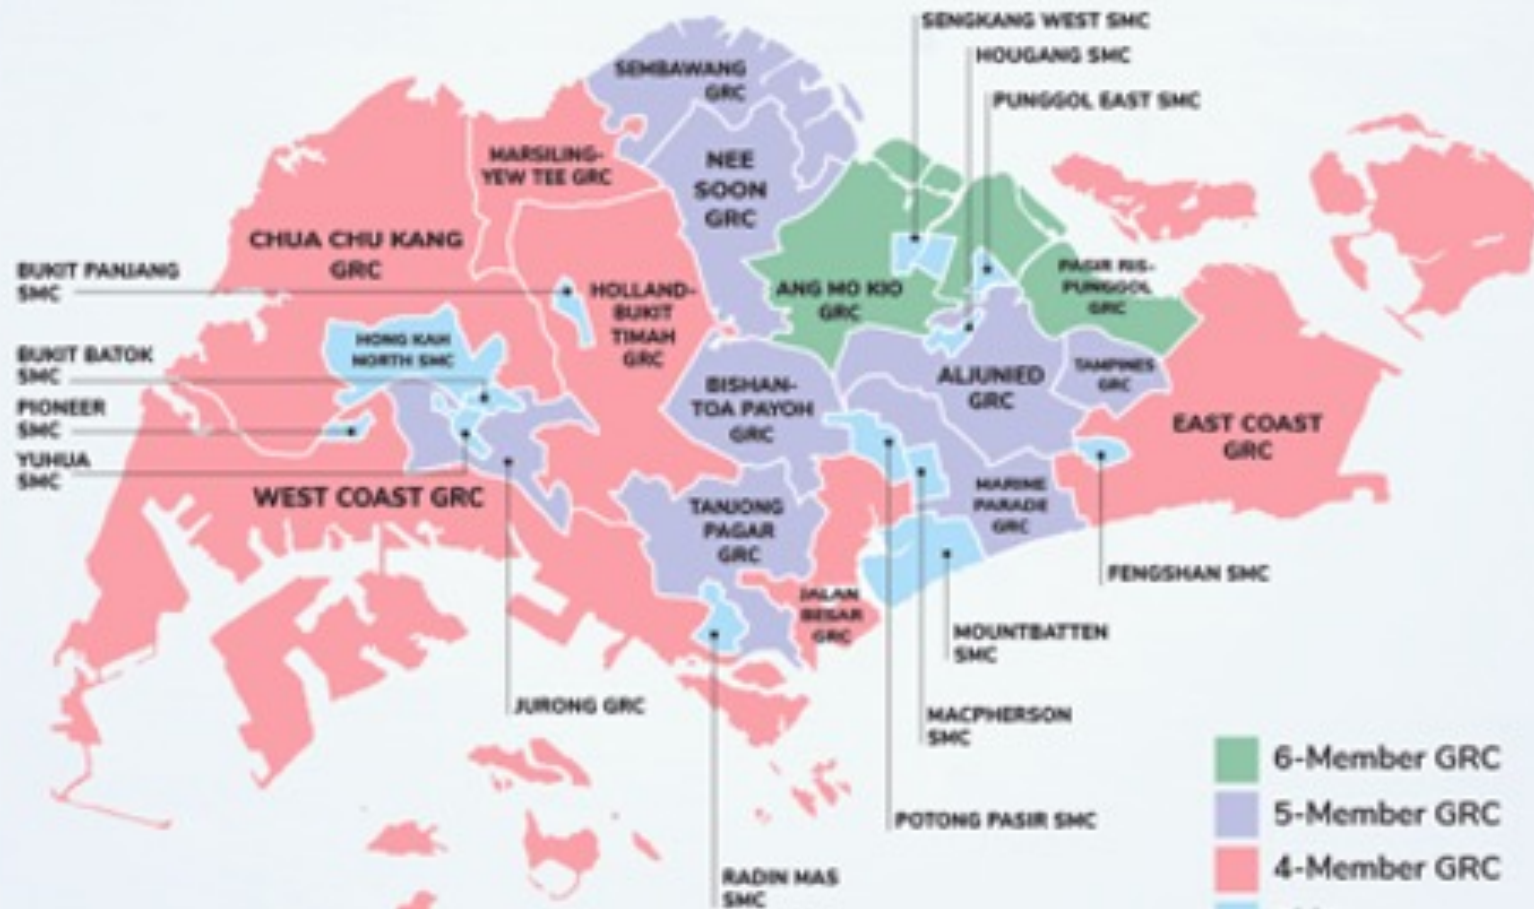 SENGKANG WEST SMC
HOUGANG SMC
PUNGGOL EAST SMC
SEMBAWANG
GRC
MARSILING-
YEW TEE GRC
NEE
SOON
GRC
CHUA CHU KANG
GRC
BUKIT PANJANG
SMC
HOLLAND-
BUKIT
TIMAH
GRC
ANG MO KIO
GRC
PASIR RIS-
PUNGGOL
GRC
HONG KAH
NORTH SMC
BUKIT BATOK
SMC
BISHAN-
TOA PAYOH
GRC
ALJUNIED
GRC
TAMPINES
GRC
PIONEER
SMC
EAST COAST
GRC
YUHUA
SMC
WEST COAST GRC
TANJONG
PAGAR
GRC
MARINE
PARADE
GRC
FENGSHAN SMC
JALAN
BESAR
GRC
MOUNTBATTEN
SMC
JURONG GRC
MACPHERSON
SMC
POTONG PASIR SMC
RADIN MAS
SMC
6-Member GRC
5-Member GRC
4-Member GRC